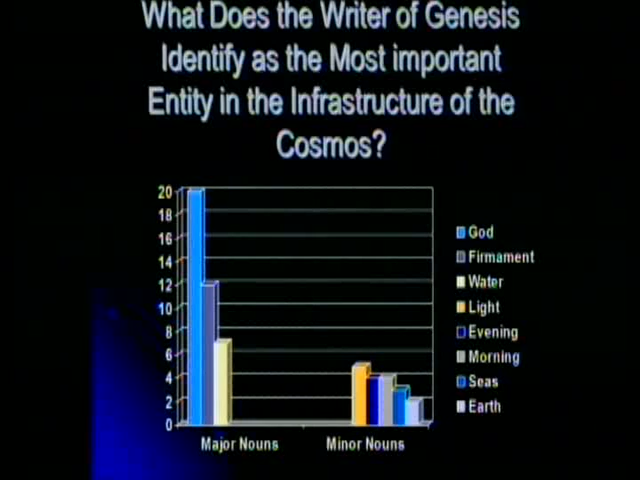 What Does the Writer of Genesis
Identify as the Most important
Entity in the Infrastructure of the
Cosmos?
20
18
16
14
12
10
8
6
4
2
0
Major Nouns
Minor Nouns
God
Firmament
Water
Light
Evening
Morning
Seas
Earth